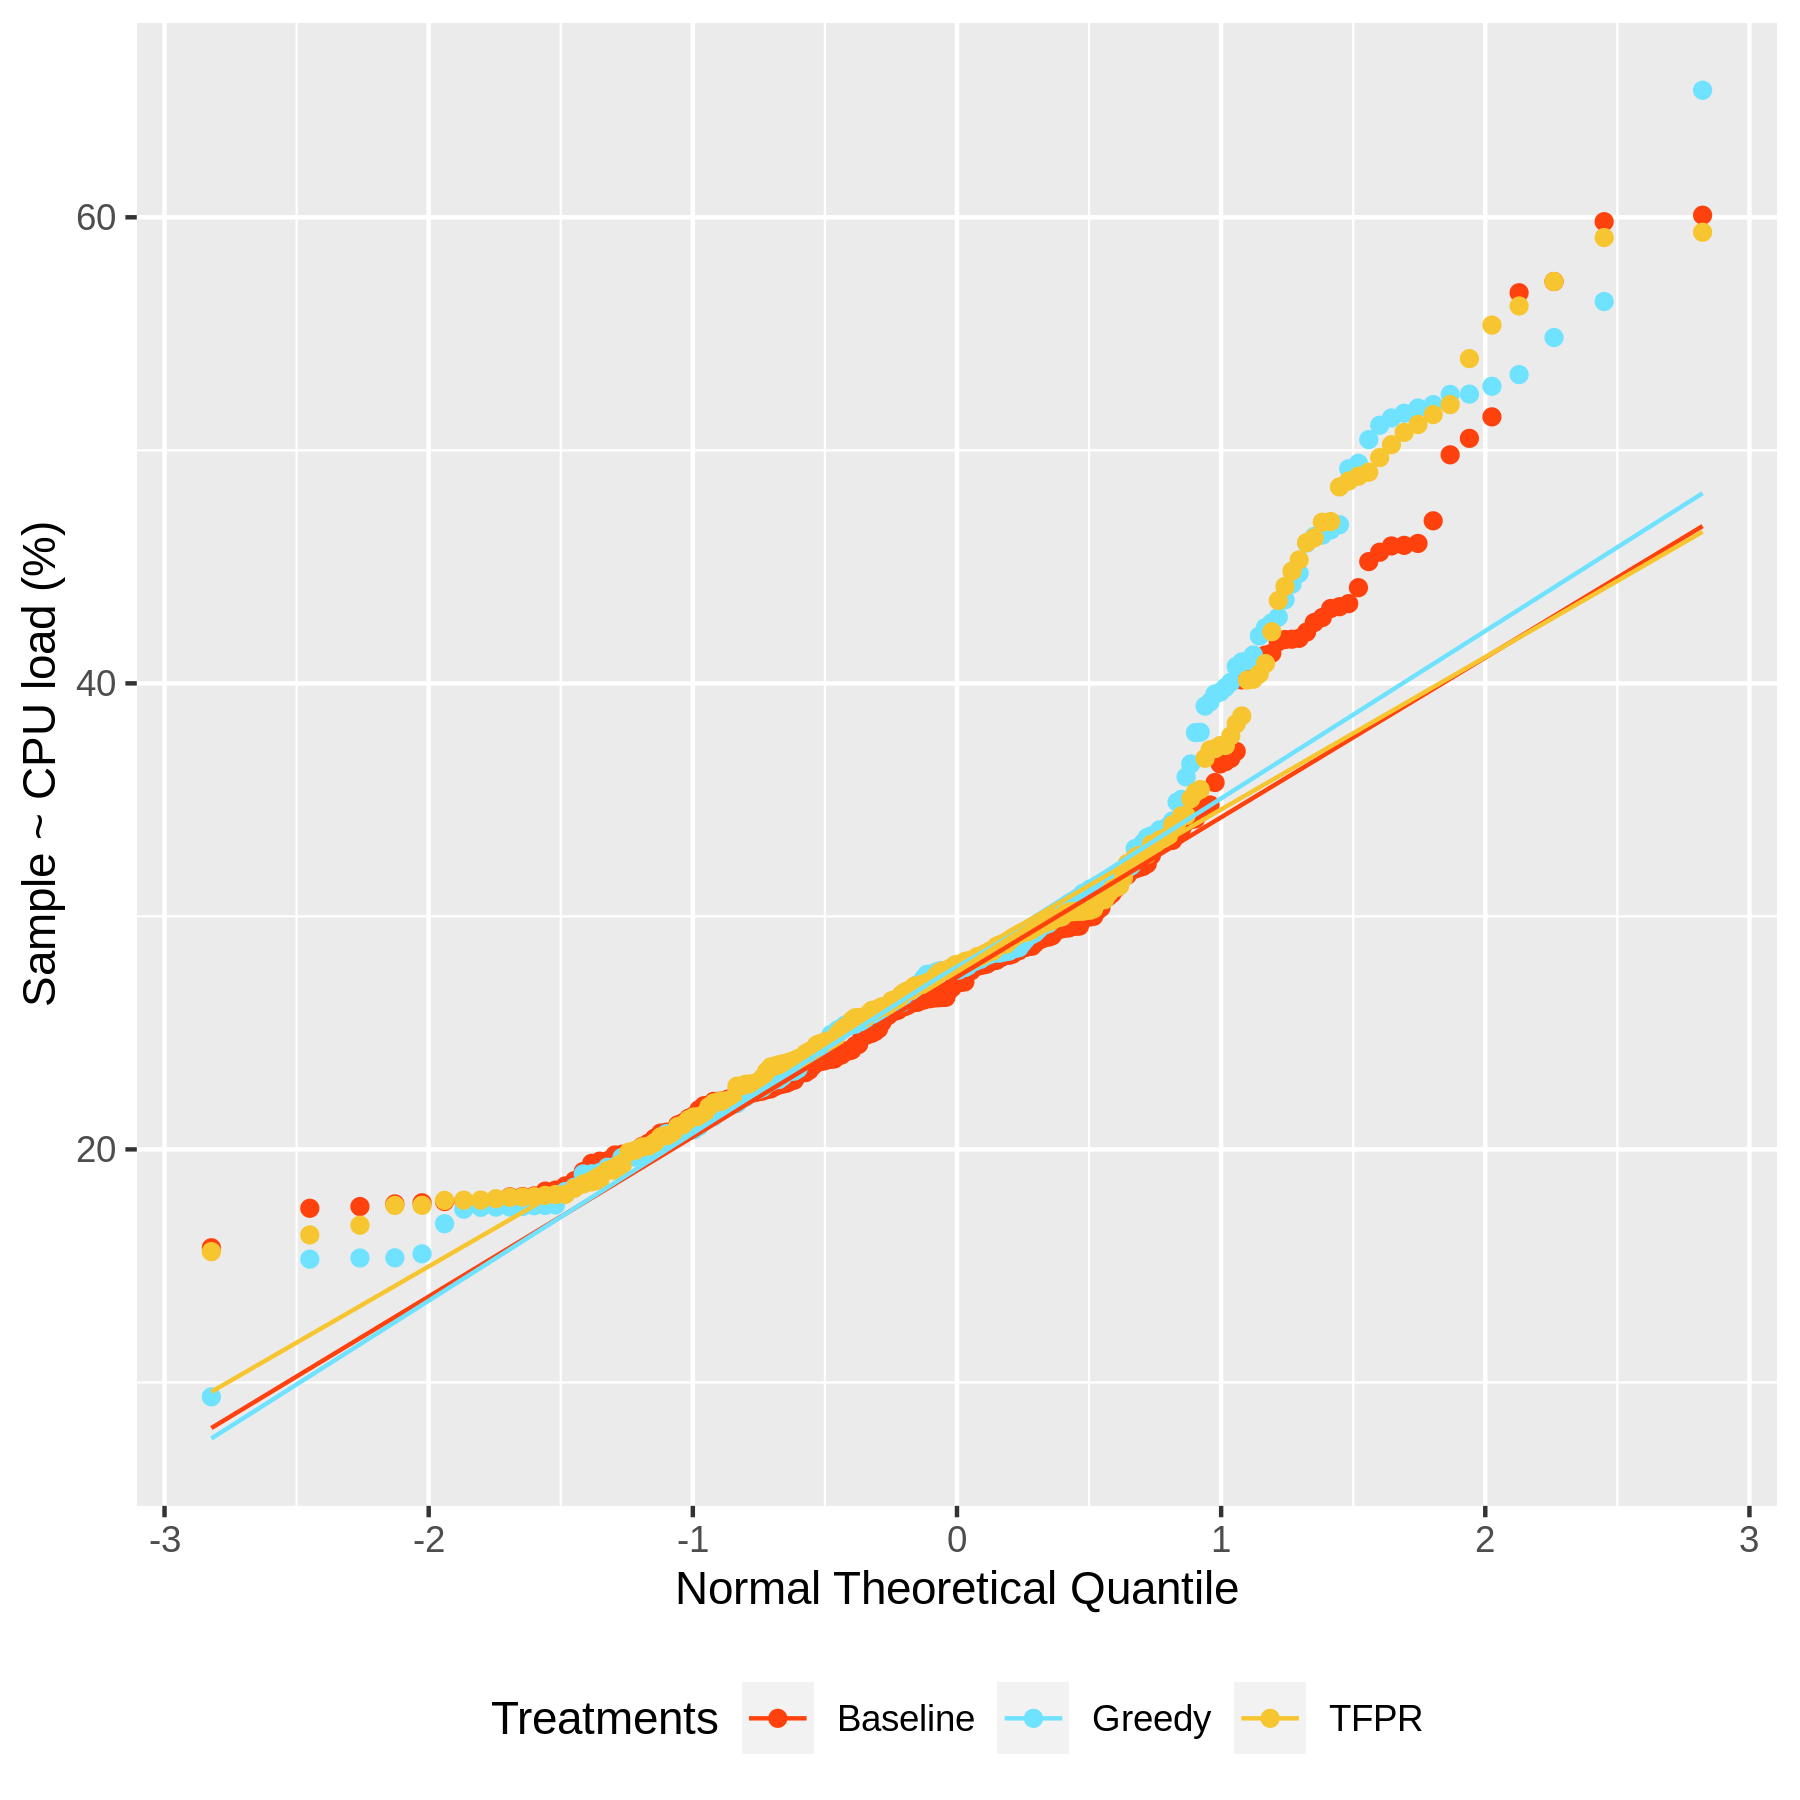 Sample ~ CPU load (%)
60
40
20
-3 -2 -1 0 1 2 3
Normal Theoretical Quantile
Treatments Baseline Greedy TFPR